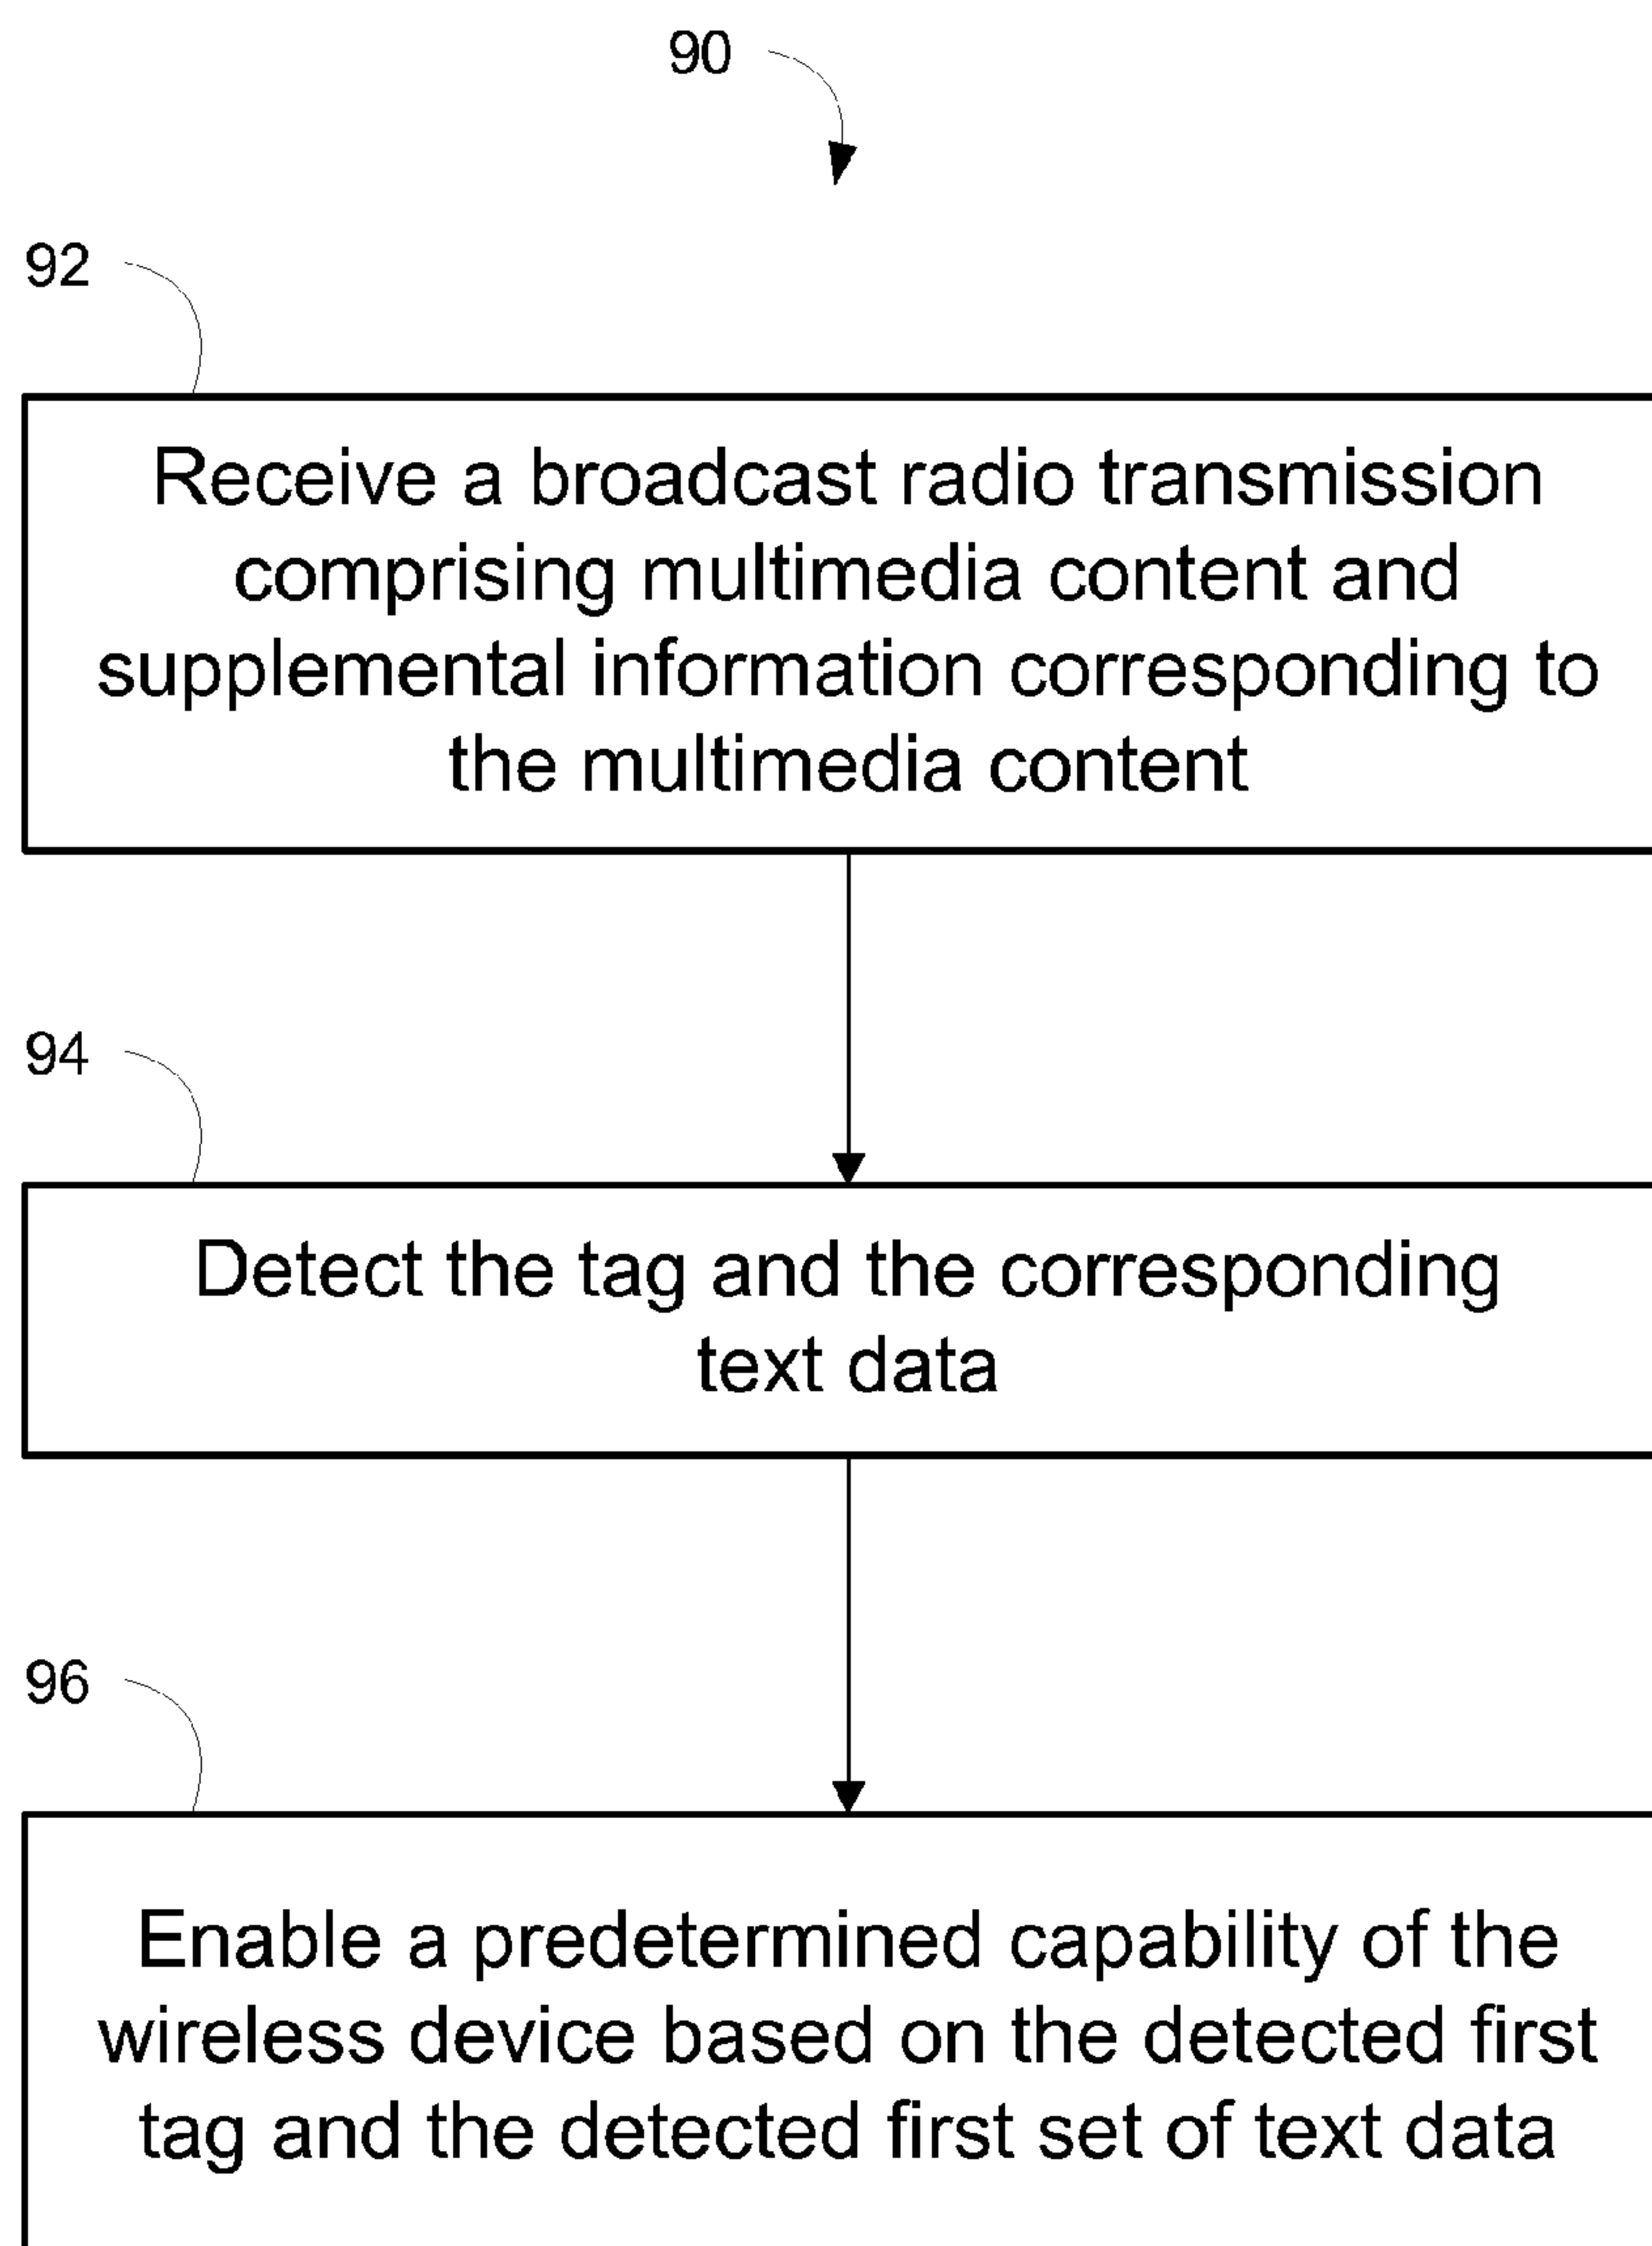 90
92
Receive a broadcast radio transmission
comprising multimedia content and
supplemental information corresponding to
the multimedia content
94
Detect the tag and the corresponding
text data
96
Enable a predetermined capability of the
wireless device based on the detected first
tag and the detected first set of text data